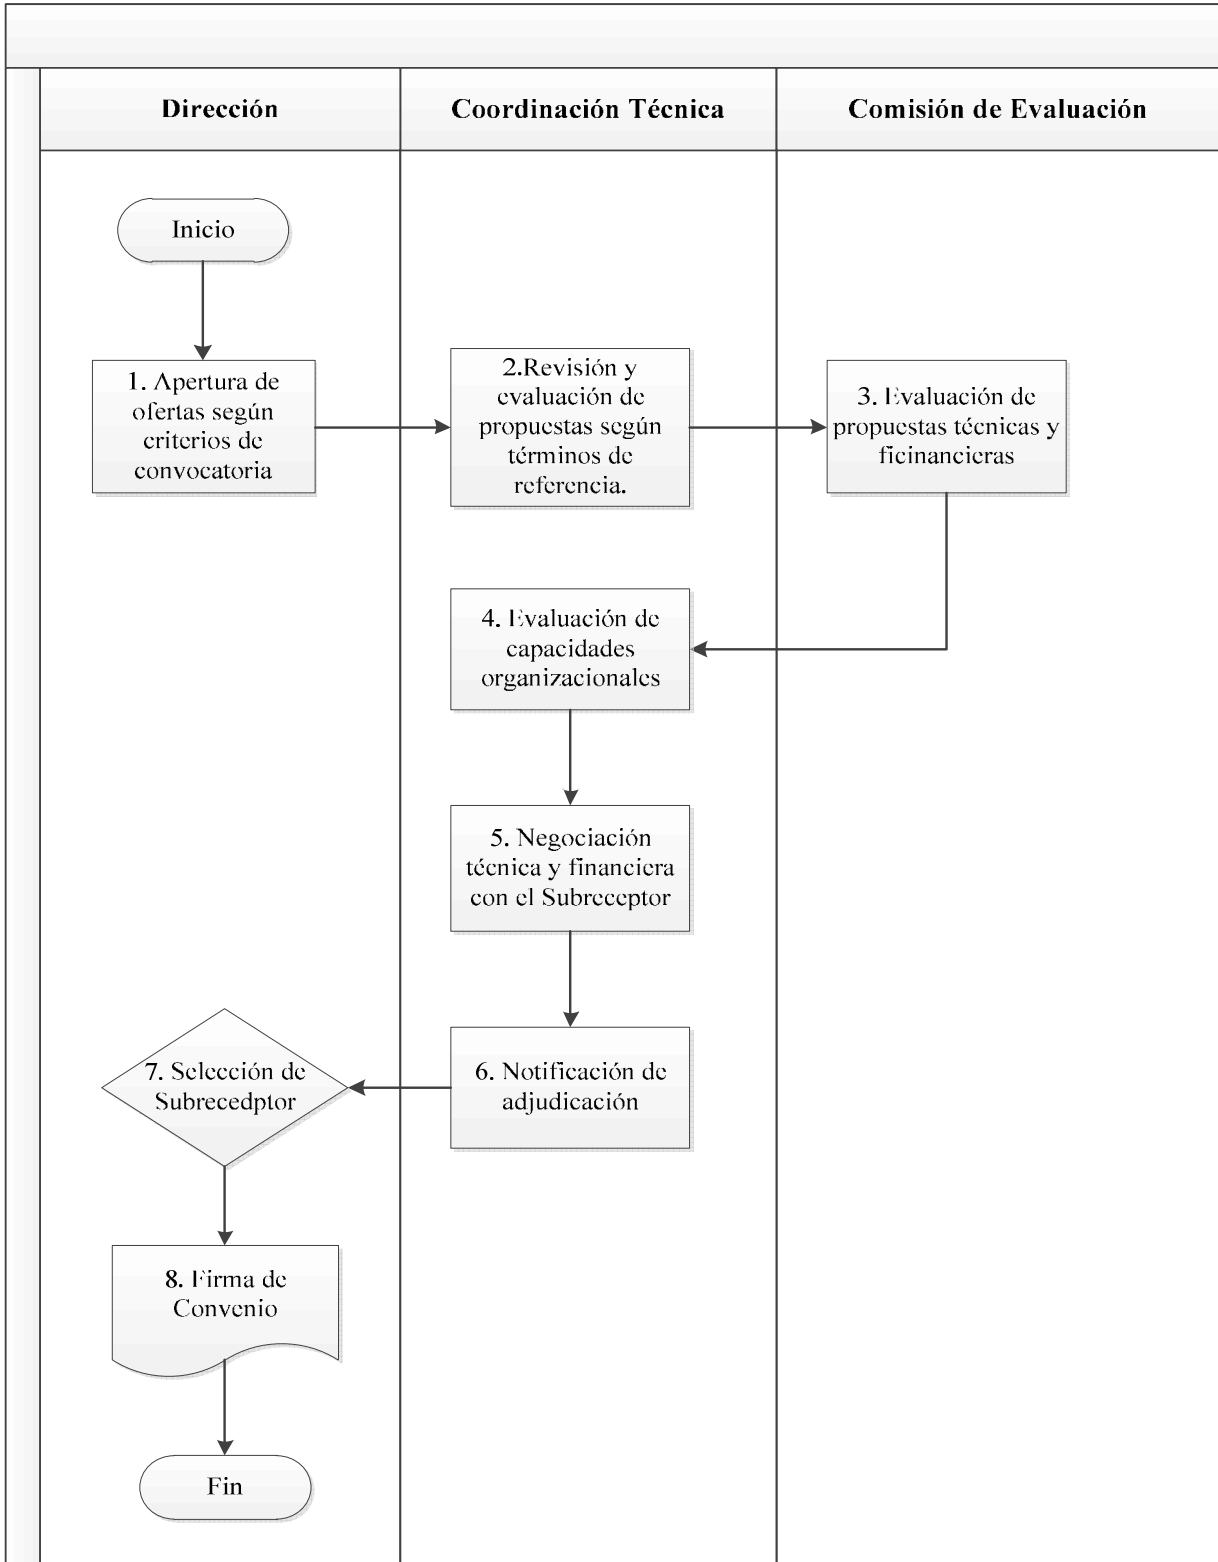 Dirección
Coordinación Técnica
Comisión de Evaluación
Inicio
1. Apertura de
ofertas según
criterios de
convocatoria
2.Revisión y
evaluación de
propuestas según
términos de
referencia.
3. Evaluación de
propuestas técnicas y
ficinancieras
4. Evaluación de
capacidades
organizacionales
5. Negociación
técnica y financiera
con el Subreceptor
6. Notificación de
adjudicación
7. Selección de
Subrecedptor
8. Firma de
Convenio
Fin